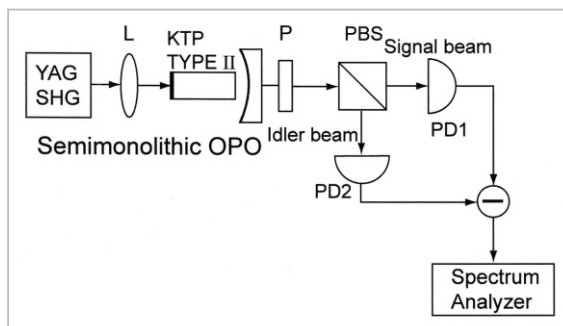 L
KTP
TYPE II
P
PBS
Signal beam
YAG
SHG
Idler beam
PD1
Semimonolithic OPO
PD2
Spectrum
Analyzer